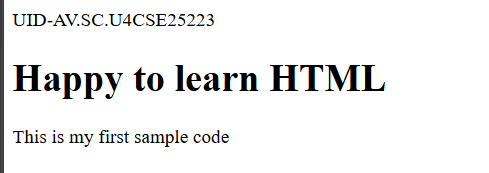 UID-AV.SC.U4CSE25223
Happy to learn HTML
This is my first sample code